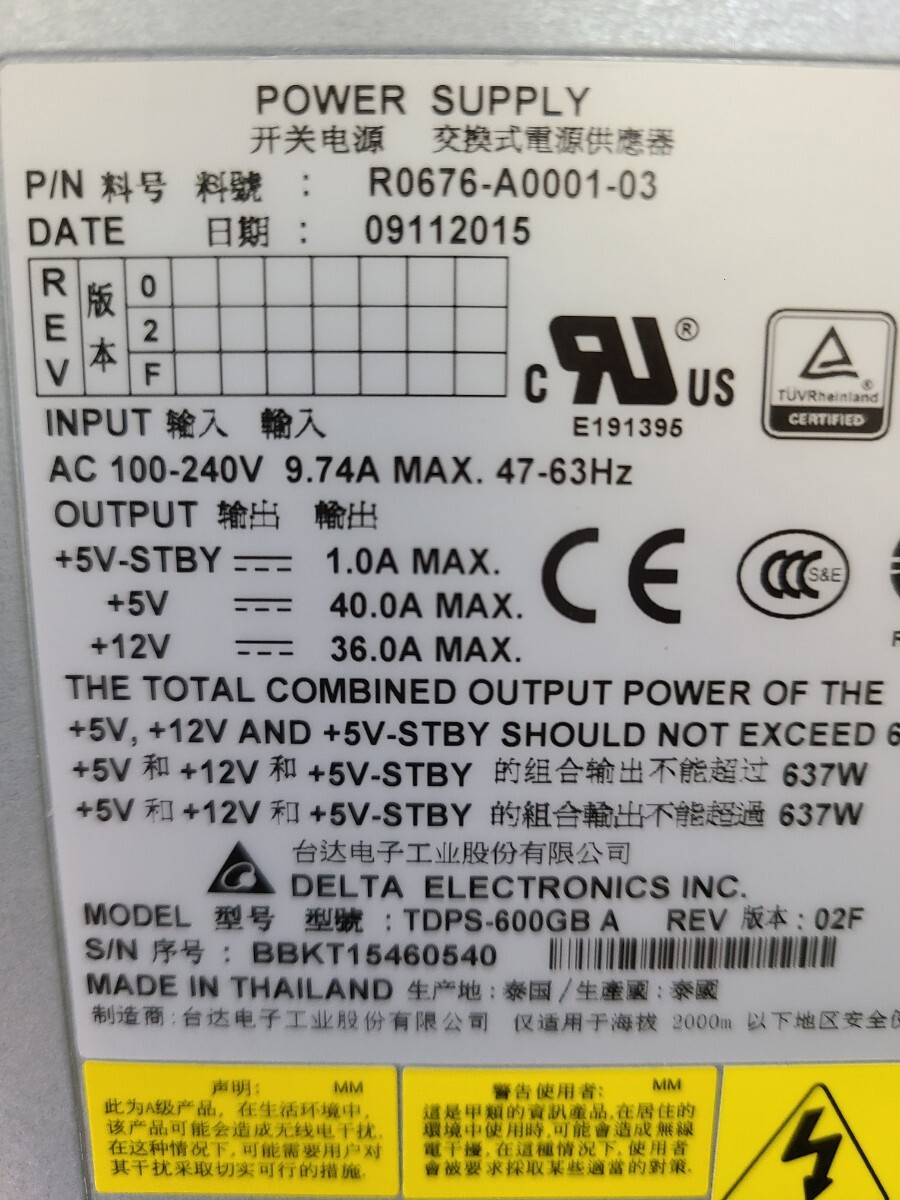 POWER SUPPLY
开关电源 交換式電源供應器
P/N 料号 料號 : R0676-A0001-03
DATE 日期 : 09112015
REV 版本 0 2 F
C RU ® US
E191395
TÜVRheinland ®
CERTIFIED
INPUT 输入 輸入
AC 100-240V 9.74A MAX. 47-63Hz
OUTPUT 输出 輸出
+5V-STBY 1.0A MAX.
+5V 40.0A MAX.
+12V 36.0A MAX.
CE
CCC S&E
THE TOTAL COMBINED OUTPUT POWER OF THE
+5V, +12V AND +5V-STBY SHOULD NOT EXCEED 6
+5V 和 +12V 和 +5V-STBY 的组合输出不能超过 637W
+5V 和 +12V 和 +5V-STBY 的組合輸出不能超過 637W
台达电子工业股份有限公司
DELTA ELECTRONICS INC.
MODEL 型号 型號 : TDPS-600GB A REV 版本 : 02F
S/N 序号 : BBKT15460540
MADE IN THAILAND 生产地 : 泰国 / 生產國 : 泰國
制造商 : 台达电子工业股份有限公司 仅适用于海拔 2000m 以下地区安全
声明: MM
此为A级产品, 在生活环境中,
该产品可能会造成无线电干扰.
在这种情况下, 可能需要用户对
其干扰采取切实可行的措施.
警告使用者: MM
這是甲類的資訊產品, 在居住的
環境中使用時, 可能會造成無線
電干擾, 在這種情況下, 使用者
會被要求採取某些適當的對策.